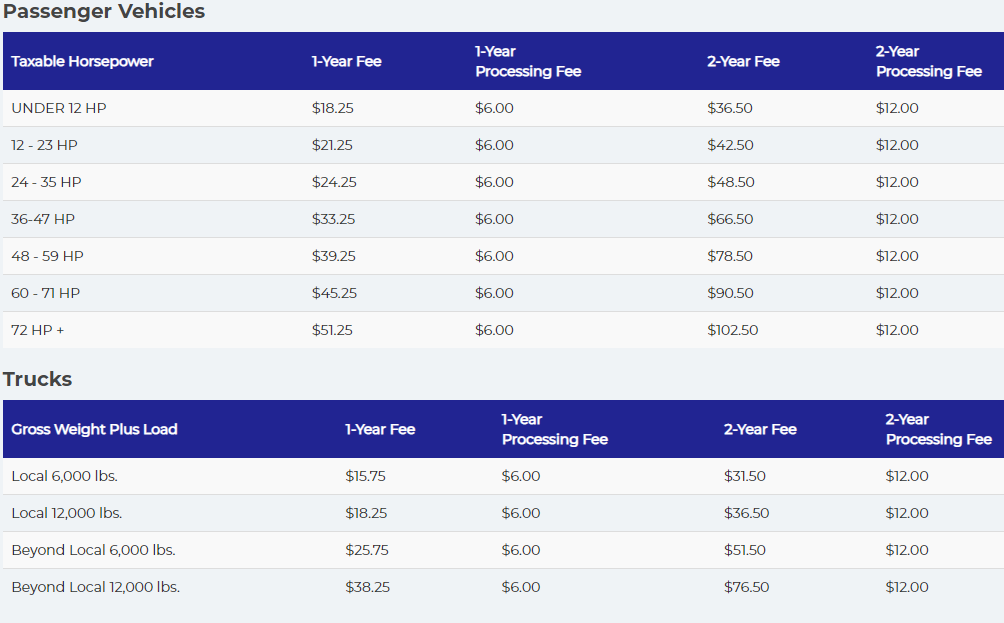 Passenger Vehicles
Taxable Horsepower 1-Year Fee 1-Year Processing Fee 2-Year Fee 2-Year Processing Fee
UNDER 12 HP $18.25 $6.00 $36.50 $12.00
12 - 23 HP $21.25 $6.00 $42.50 $12.00
24 - 35 HP $24.25 $6.00 $48.50 $12.00
36-47 HP $33.25 $6.00 $66.50 $12.00
48 - 59 HP $39.25 $6.00 $78.50 $12.00
60 - 71 HP $45.25 $6.00 $90.50 $12.00
72 HP + $51.25 $6.00 $102.50 $12.00
Trucks
Gross Weight Plus Load 1-Year Fee 1-Year Processing Fee 2-Year Fee 2-Year Processing Fee
Local 6,000 lbs. $15.75 $6.00 $31.50 $12.00
Local 12,000 lbs. $18.25 $6.00 $36.50 $12.00
Beyond Local 6,000 lbs. $25.75 $6.00 $51.50 $12.00
Beyond Local 12,000 lbs. $38.25 $6.00 $76.50 $12.00